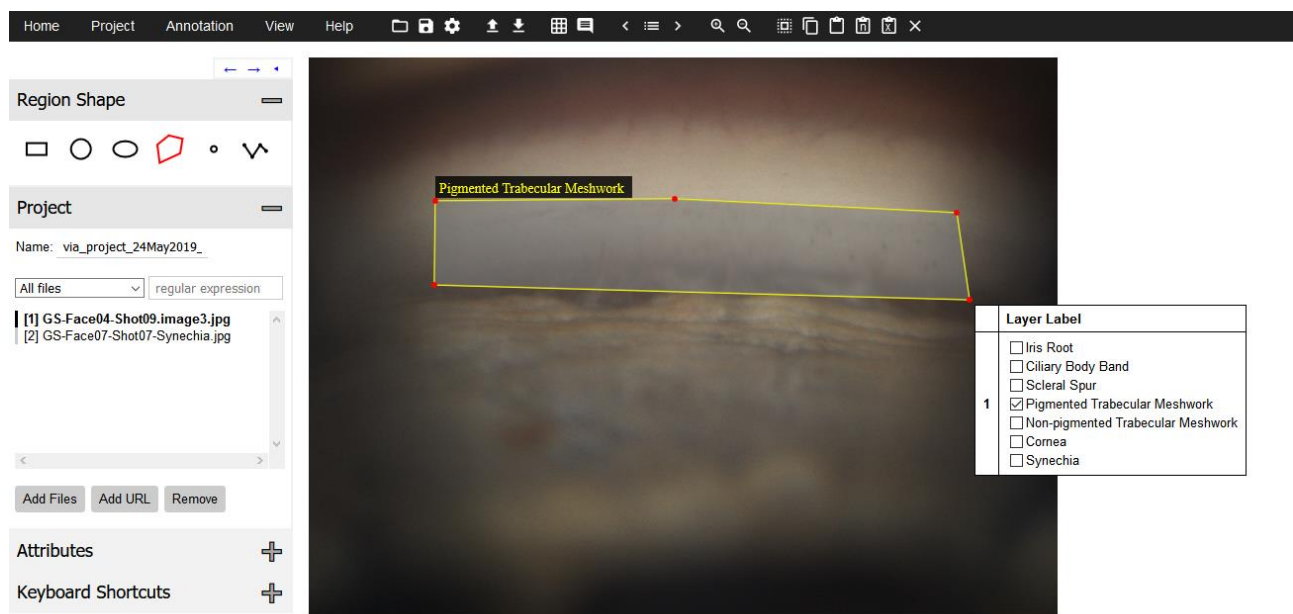 Home Project Annotation View Help
Region Shape
Project
Name: via_project_24May2019_
All files regular expression
[1] GS-Face04-Shot09.image3.jpg
[2] GS-Face07-Shot07-Synechia.jpg
Add Files Add URL Remove
Attributes
Keyboard Shortcuts
Pigmented Trabecular Meshwork
Layer Label
1
Iris Root
Ciliary Body Band
Scleral Spur
Pigmented Trabecular Meshwork
Non-pigmented Trabecular Meshwork
Cornea
Synechia